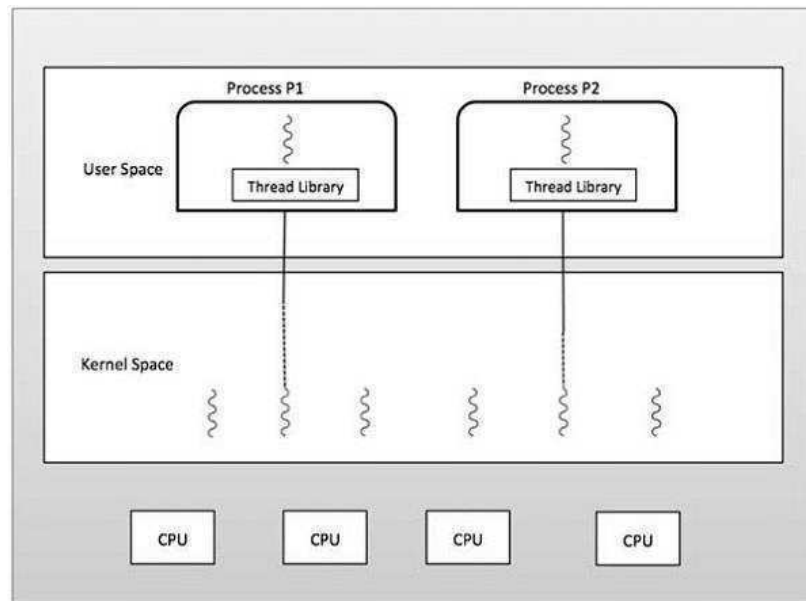 Process P1
Process P2
User Space
Thread Library
Thread Library
Kernel Space
CPU
CPU
CPU
CPU